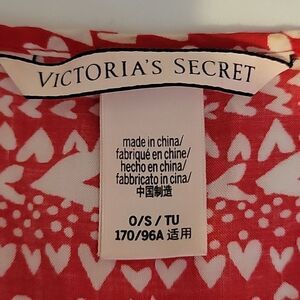 VICTORIA'S SECRET
made in china/
fabriqué en chine/
hecho en china/
fabbricato in cina/
中国制造
O/S / TU
170/96A 适用